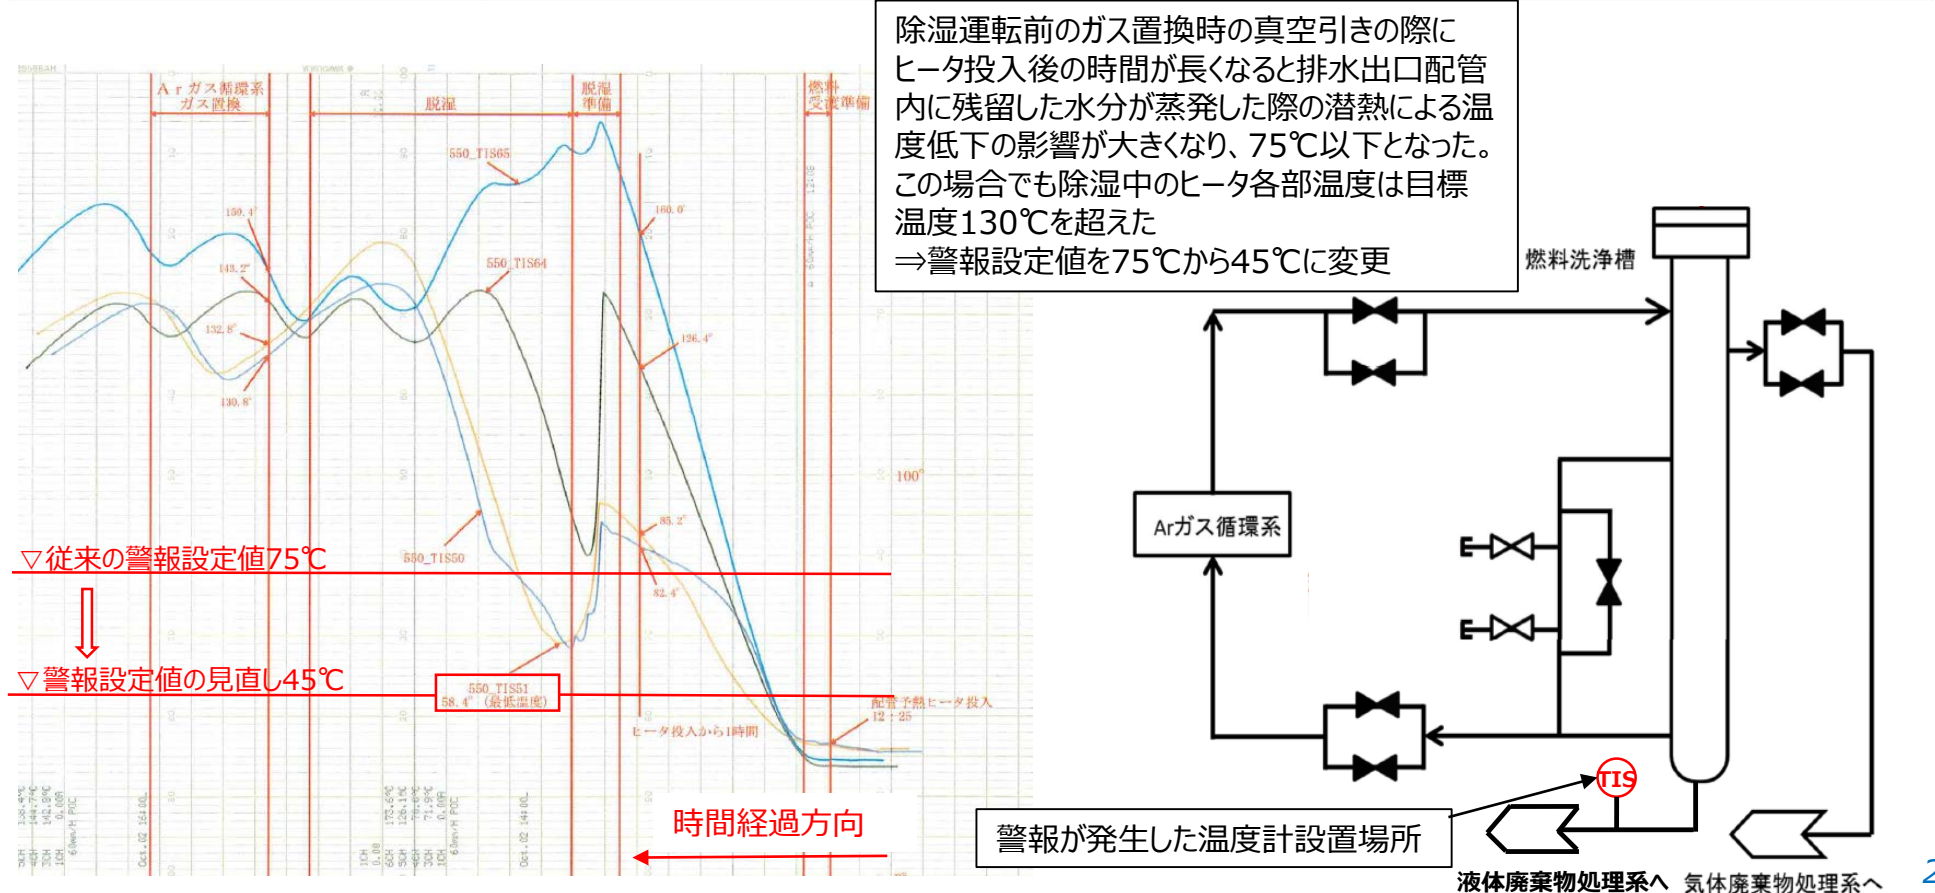 除湿運転前のガス置換時の真空引きの際に
ヒータ投入後の時間が長くなると排水出口配管
内に残留した水分が蒸発した際の潜熱による温
度低下の影響が大きくなり、75℃以下となった。
この場合でも除湿中のヒータ各部温度は目標
温度130℃を超えた
⇒警報設定値を75℃から45℃に変更
Arガス循環系
ガス置換
脱湿
脱湿
準備
燃料
受渡準備
550_TIS65
159.4°
160.0°
143.2°
550_TIS64
132.8°
126.4°
130.8°
100°
85.2°
550_TIS50
82.4°
▽従来の警報設定値75℃
▽警報設定値の見直し45℃
550_TIS51
58.4° (最低温度)
配管予熱ヒータ投入
12:25
ヒータ投入から1時間
時間経過方向
Oct.02 16:00
Oct.02 14:00
燃料洗浄槽
Arガス循環系
TIS
警報が発生した温度計設置場所
液体廃棄物処理系へ
気体廃棄物処理系へ